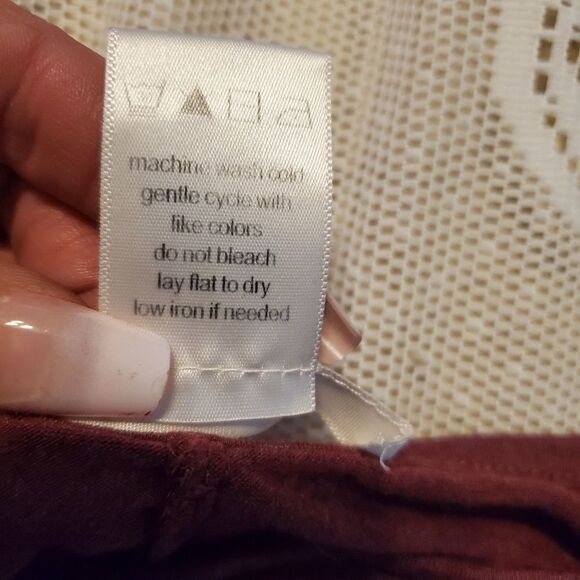 machine wash cold
gentle cycle with
like colors
do not bleach
lay flat to dry
low iron if needed